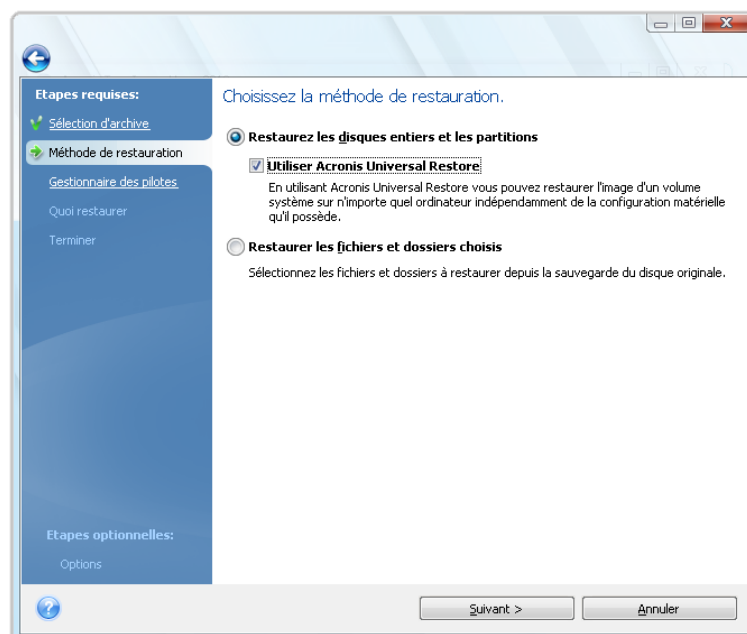 Etapes requises:
Sélection d'archive
Méthode de restauration
Gestionnaire des pilotes
Quoi restaurer
Terminer
Etapes optionnelles:
Options
Choisissez la méthode de restauration.
Restaurez les disques entiers et les partitions
Utiliser Acronis Universal Restore
En utilisant Acronis Universal Restore vous pouvez restaurer l'image d'un volume
système sur n'importe quel ordinateur indépendamment de la configuration matérielle
qu'il possède.
Restaurer les fichiers et dossiers choisis
Sélectionnez les fichiers et dossiers à restaurer depuis la sauvegarde du disque originale.
Suivant >
Annuler